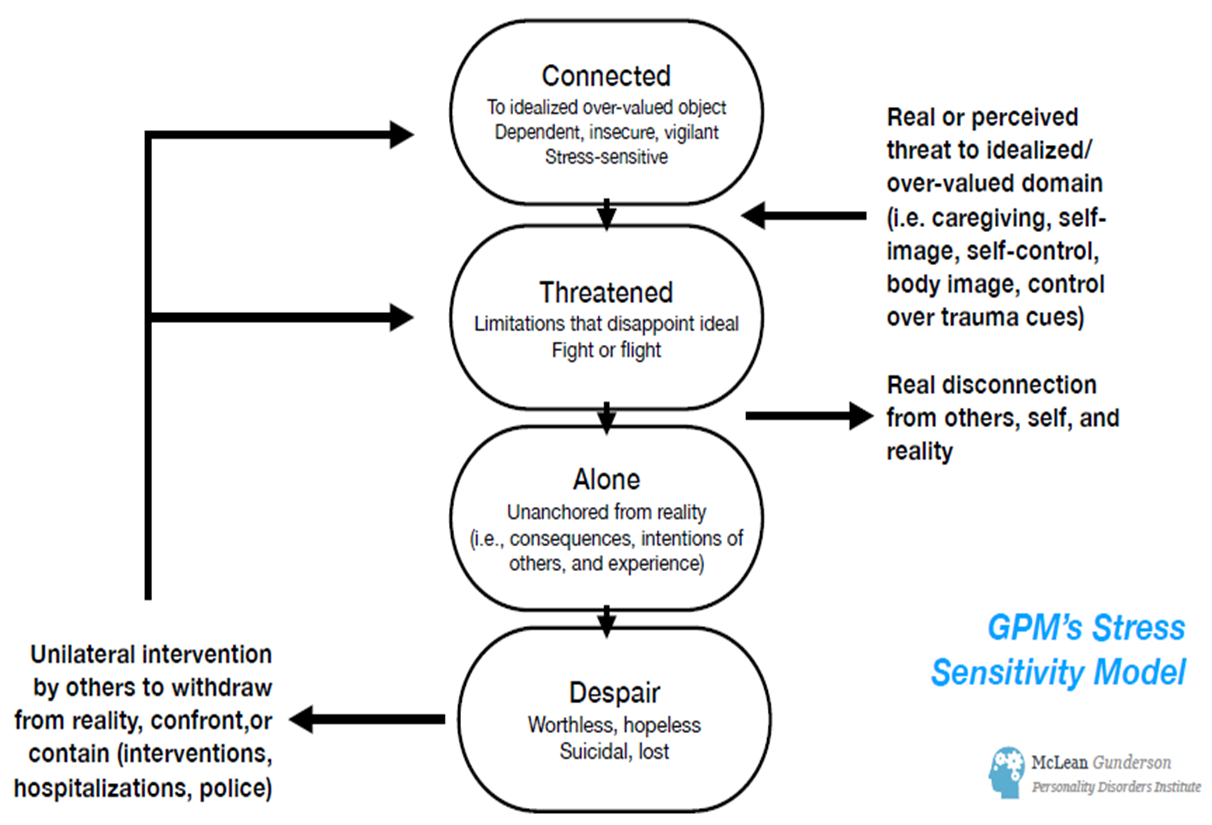 Connected
To idealized over-valued object
Dependent, insecure, vigilant
Stress-sensitive
Real or perceived
threat to idealized/
over-valued domain
(i.e. caregiving, self-
image, self-control,
body image, control
over trauma cues)
Threatened
Limitations that disappoint ideal
Fight or flight
Real disconnection
from others, self, and
reality
Alone
Unanchored from reality
(i.e., consequences, intentions of
others, and experience)
Despair
Worthless, hopeless
Suicidal, lost
Unilateral intervention
by others to withdraw
from reality, confront,or
contain (interventions,
hospitalizations, police)
GPM's Stress
Sensitivity Model
McLean Gunderson
Personality Disorders Institute